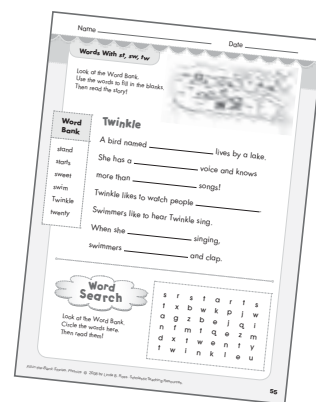 Name
Date
Words With st, sw, tw
Look at the Word Bank.
Use the words to fill in the blanks.
Then read the story!
Word
Bank
stand
starts
sweet
swim
Twinkle
twenty
Twinkle
A bird named lives by a lake.
She has a voice and knows
more than songs!
Twinkle likes to watch people
Swimmers like to hear Twinkle sing.
When she singing,
swimmers and clap.
Word
Search
Look at the Word Bank.
Circle the words here.
Then read them!
s r s t a r t s
t x b w k p j w
a g z b e j q i
n f m t q e z m
d x t w e n t y
t w i n k l e u
55